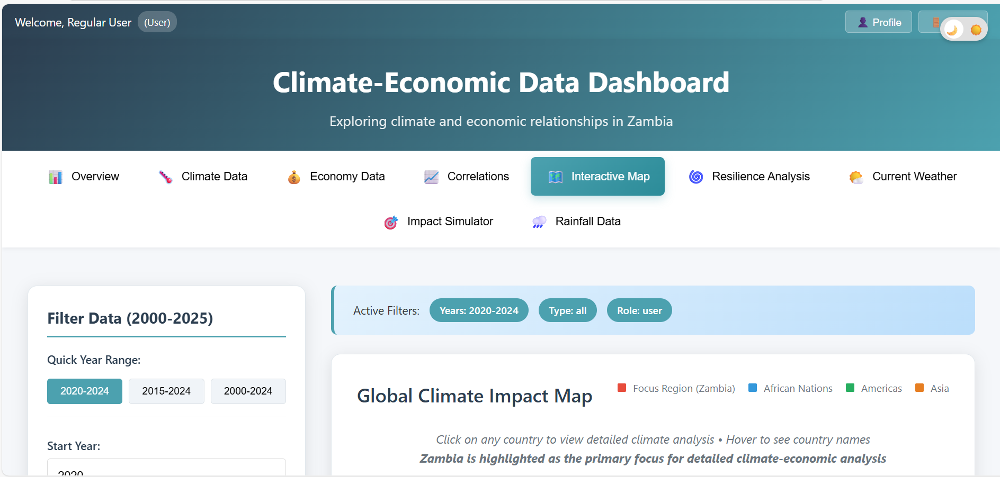 Welcome, Regular User (User) Profile
Climate-Economic Data Dashboard
Exploring climate and economic relationships in Zambia
Overview Climate Data Economy Data Correlations Interactive Map Resilience Analysis Current Weather
Impact Simulator Rainfall Data
Filter Data (2000-2025)
Quick Year Range:
2020-2024 2015-2024 2000-2024
Start Year:
2020
Active Filters: Years: 2020-2024 Type: all Role: user
Global Climate Impact Map
Focus Region (Zambia) African Nations Americas Asia
Click on any country to view detailed climate analysis • Hover to see country names
Zambia is highlighted as the primary focus for detailed climate-economic analysis